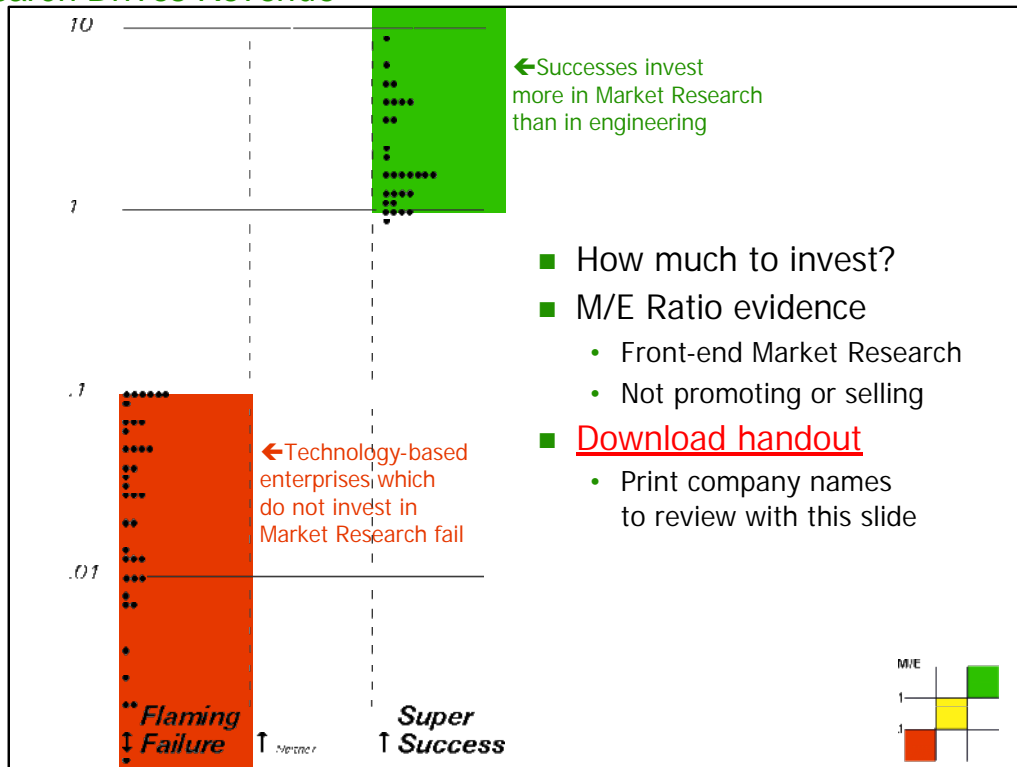 10
←Successes invest
more in Market Research
than in engineering
1
■ How much to invest?
■ M/E Ratio evidence
• Front-end Market Research
• Not promoting or selling
■ Download handout
• Print company names
to review with this slide
.1
←Technology-based
enterprises which
do not invest in
Market Research fail
.01
Flaming
Failure
↑ Neither
Super
↑ Success
M/E
1
.1